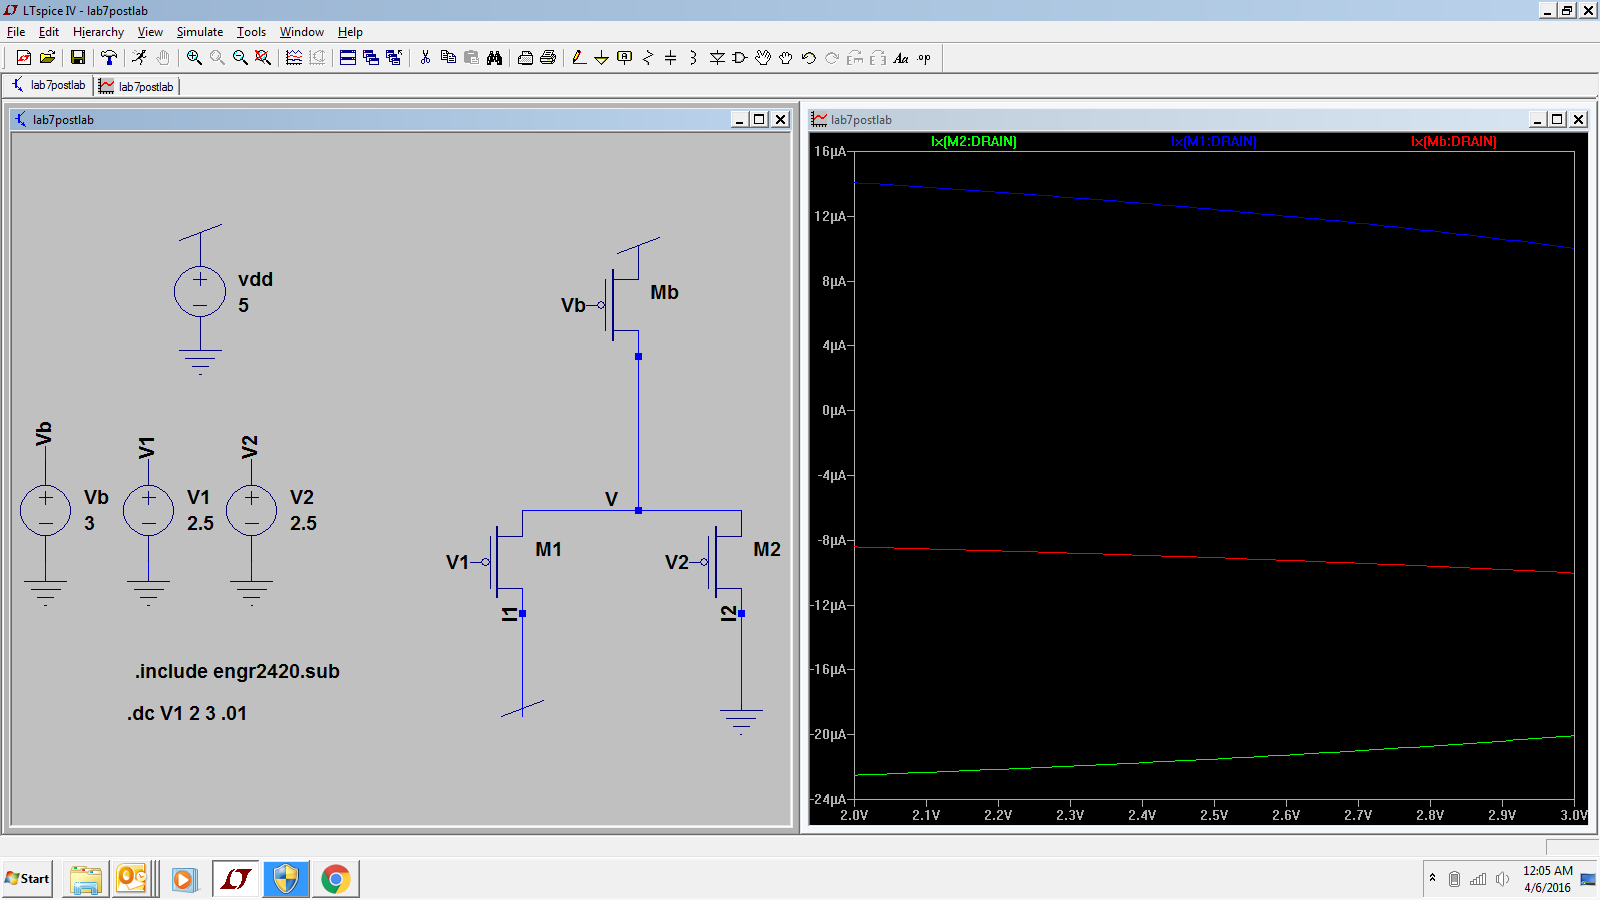 LTspice IV - lab7postlab
File Edit Hierarchy View Simulate Tools Window Help
Aa .op
lab7postlab lab7postlab
lab7postlab
vdd
5
Vb
Mb
Vb
V1
V2
Vb
3
V1
2.5
V2
2.5
V
V1
M1
V2
M2
I1
I2
.include engr2420.sub
.dc V1 2 3 .01
lab7postlab
Ix(M2:DRAIN) Ix(M1:DRAIN) Ix(Mb:DRAIN)
16µA
12µA
8µA
4µA
0µA
-4µA
-8µA
-12µA
-16µA
-20µA
-24µA
2.0V 2.1V 2.2V 2.3V 2.4V 2.5V 2.6V 2.7V 2.8V 2.9V 3.0V
Start
12:05 AM
4/6/2016